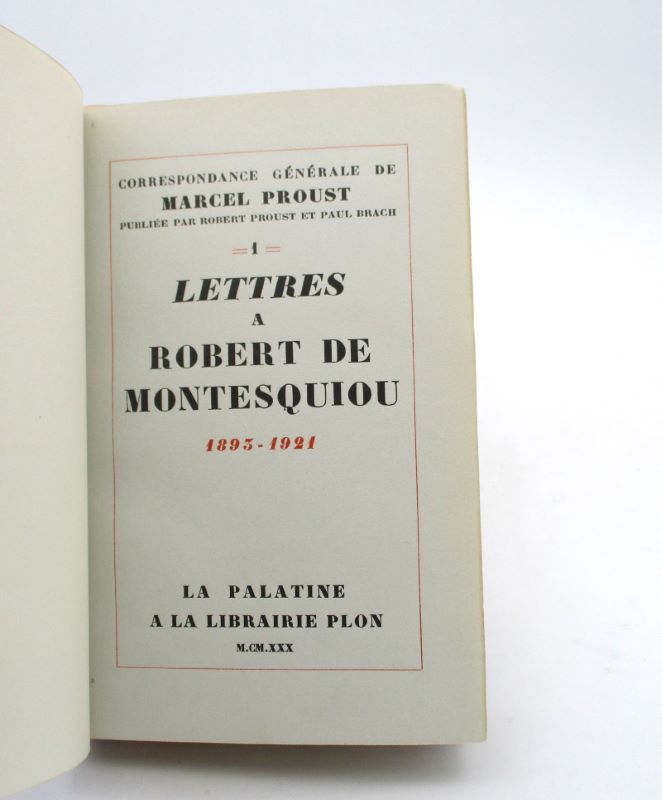 CORRESPONDANCE GÉNÉRALE DE
MARCEL PROUST
PUBLIÉE PAR ROBERT PROUST ET PAUL BRACH
=1=
LETTRES
A
ROBERT DE
MONTESQUIOU
1893-1921
LA PALATINE
A LA LIBRAIRIE PLON
M.CM.XXX